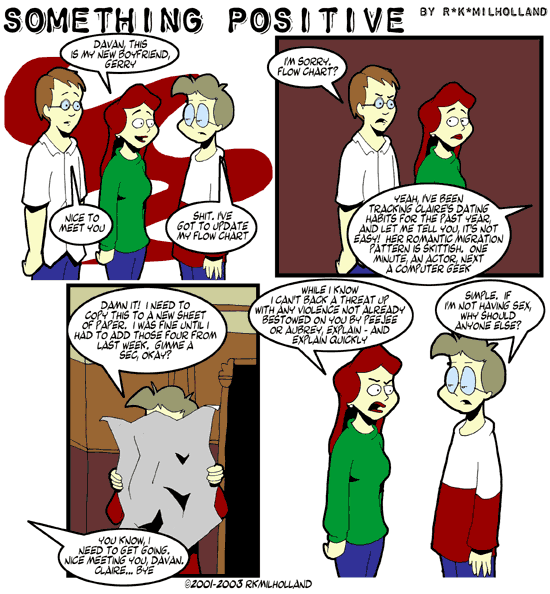 SOMETHING POSITIVE BY R*K*MILHOLLAND
DAVAN, THIS
IS MY NEW BOYFRIEND,
GERRY
NICE TO
MEET YOU
SHIT. I'VE
GOT TO UPDATE
MY FLOW CHART
I'M SORRY.
FLOW CHART?
YEAH, I'VE BEEN
TRACKING CLAIRE'S DATING
HABITS FOR THE PAST YEAR,
AND LET ME TELL YOU, IT'S NOT
EASY! HER ROMANTIC MIGRATION
PATTERN IS SKITTISH. ONE
MINUTE, AN ACTOR, NEXT
A COMPUTER GEEK
DAMN IT! I NEED TO
COPY THIS TO A NEW SHEET
OF PAPER. I WAS FINE UNTIL I
HAD TO ADD THOSE FOUR FROM
LAST WEEK. GIMME A
SEC, OKAY?
YOU KNOW, I
NEED TO GET GOING.
NICE MEETING YOU, DAVAN.
CLAIRE... BYE
WHILE I KNOW
I CAN'T BACK A THREAT UP
WITH ANY VIOLENCE NOT ALREADY
BESTOWED ON YOU BY PEEJEE
OR AUBREY, EXPLAIN - AND
EXPLAIN QUICKLY
SIMPLE. IF
I'M NOT HAVING SEX,
WHY SHOULD
ANYONE ELSE?
©2001-2003 RKMILHOLLAND